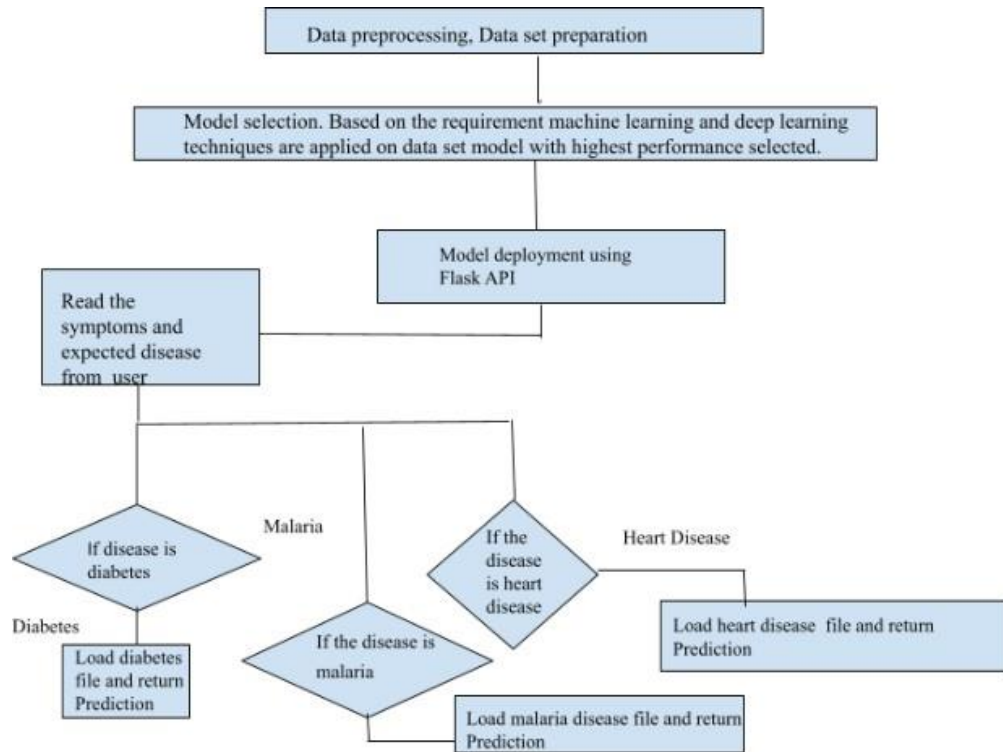 Data preprocessing, Data set preparation
Model selection. Based on the requirement machine learning and deep learning
techniques are applied on data set model with highest performance selected.
Model deployment using
Flask API
Read the
symptoms and
expected disease
from user
If disease is
diabetes
Diabetes
Load diabetes
file and return
Prediction
Malaria
If the disease is
malaria
Load malaria disease file and return
Prediction
If the
disease
is heart
disease
Heart Disease
Load heart disease file and return
Prediction